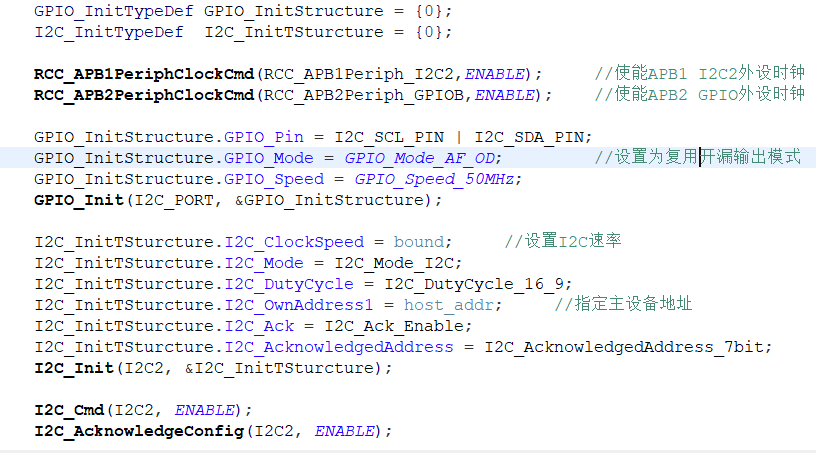 GPIO_InitTypeDef GPIO_InitStructure = {0};
I2C_InitTypeDef  I2C_InitTSturcture = {0};
RCC_APB1PeriphClockCmd(RCC_APB1Periph_I2C2,ENABLE);     //使能APB1 I2C2外设时钟
RCC_APB2PeriphClockCmd(RCC_APB2Periph_GPIOB,ENABLE);    //使能APB2 GPIO外设时钟
GPIO_InitStructure.GPIO_Pin = I2C_SCL_PIN | I2C_SDA_PIN;
GPIO_InitStructure.GPIO_Mode = GPIO_Mode_AF_OD;         //设置为复用开漏输出模式
GPIO_InitStructure.GPIO_Speed = GPIO_Speed_50MHz;
GPIO_Init(I2C_PORT, &GPIO_InitStructure);
I2C_InitTSturcture.I2C_ClockSpeed = bound;     //设置I2C速率
I2C_InitTSturcture.I2C_Mode = I2C_Mode_I2C;
I2C_InitTSturcture.I2C_DutyCycle = I2C_DutyCycle_16_9;
I2C_InitTSturcture.I2C_OwnAddress1 = host_addr;     //指定主设备地址
I2C_InitTSturcture.I2C_Ack = I2C_Ack_Enable;
I2C_InitTSturcture.I2C_AcknowledgedAddress = I2C_AcknowledgedAddress_7bit;
I2C_Init(I2C2, &I2C_InitTSturcture);
I2C_Cmd(I2C2, ENABLE);
I2C_AcknowledgeConfig(I2C2, ENABLE);